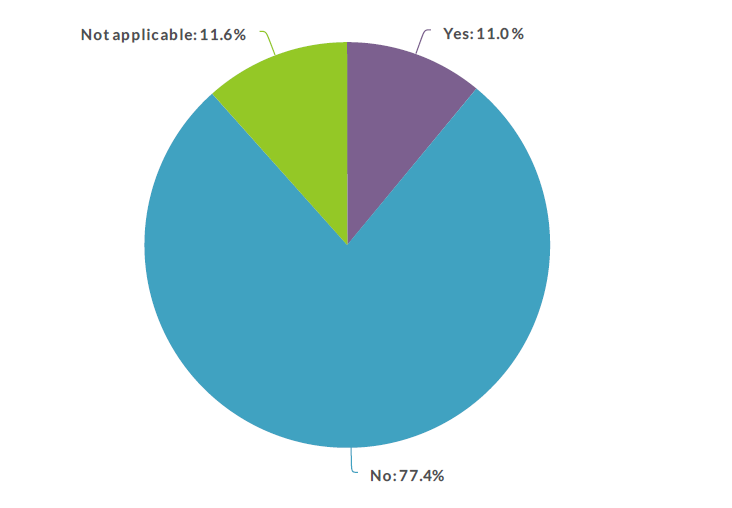 Not applicable: 11.6%
Yes: 11.0 %
No: 77.4%